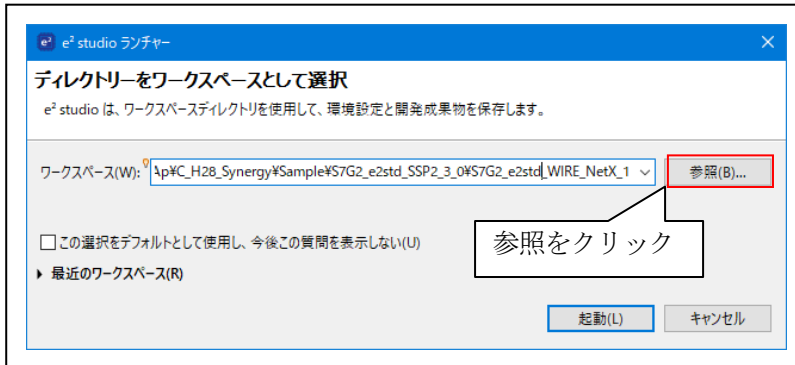 e² studio ランチャー
ディレクトリーをワークスペースとして選択
e² studio は、ワークスペースディレクトリを使用して、環境設定と開発成果物を保存します。
ワークスペース(W): p¥C_H28_Synergy¥Sample¥S7G2_e2std_SSP2_3_0¥S7G2_e2std_WIRE_NetX_1 参照(B)...
参照をクリック
この選択をデフォルトとして使用し、今後この質問を表示しない(U)
最近のワークスペース(R)
起動(L) キャンセル